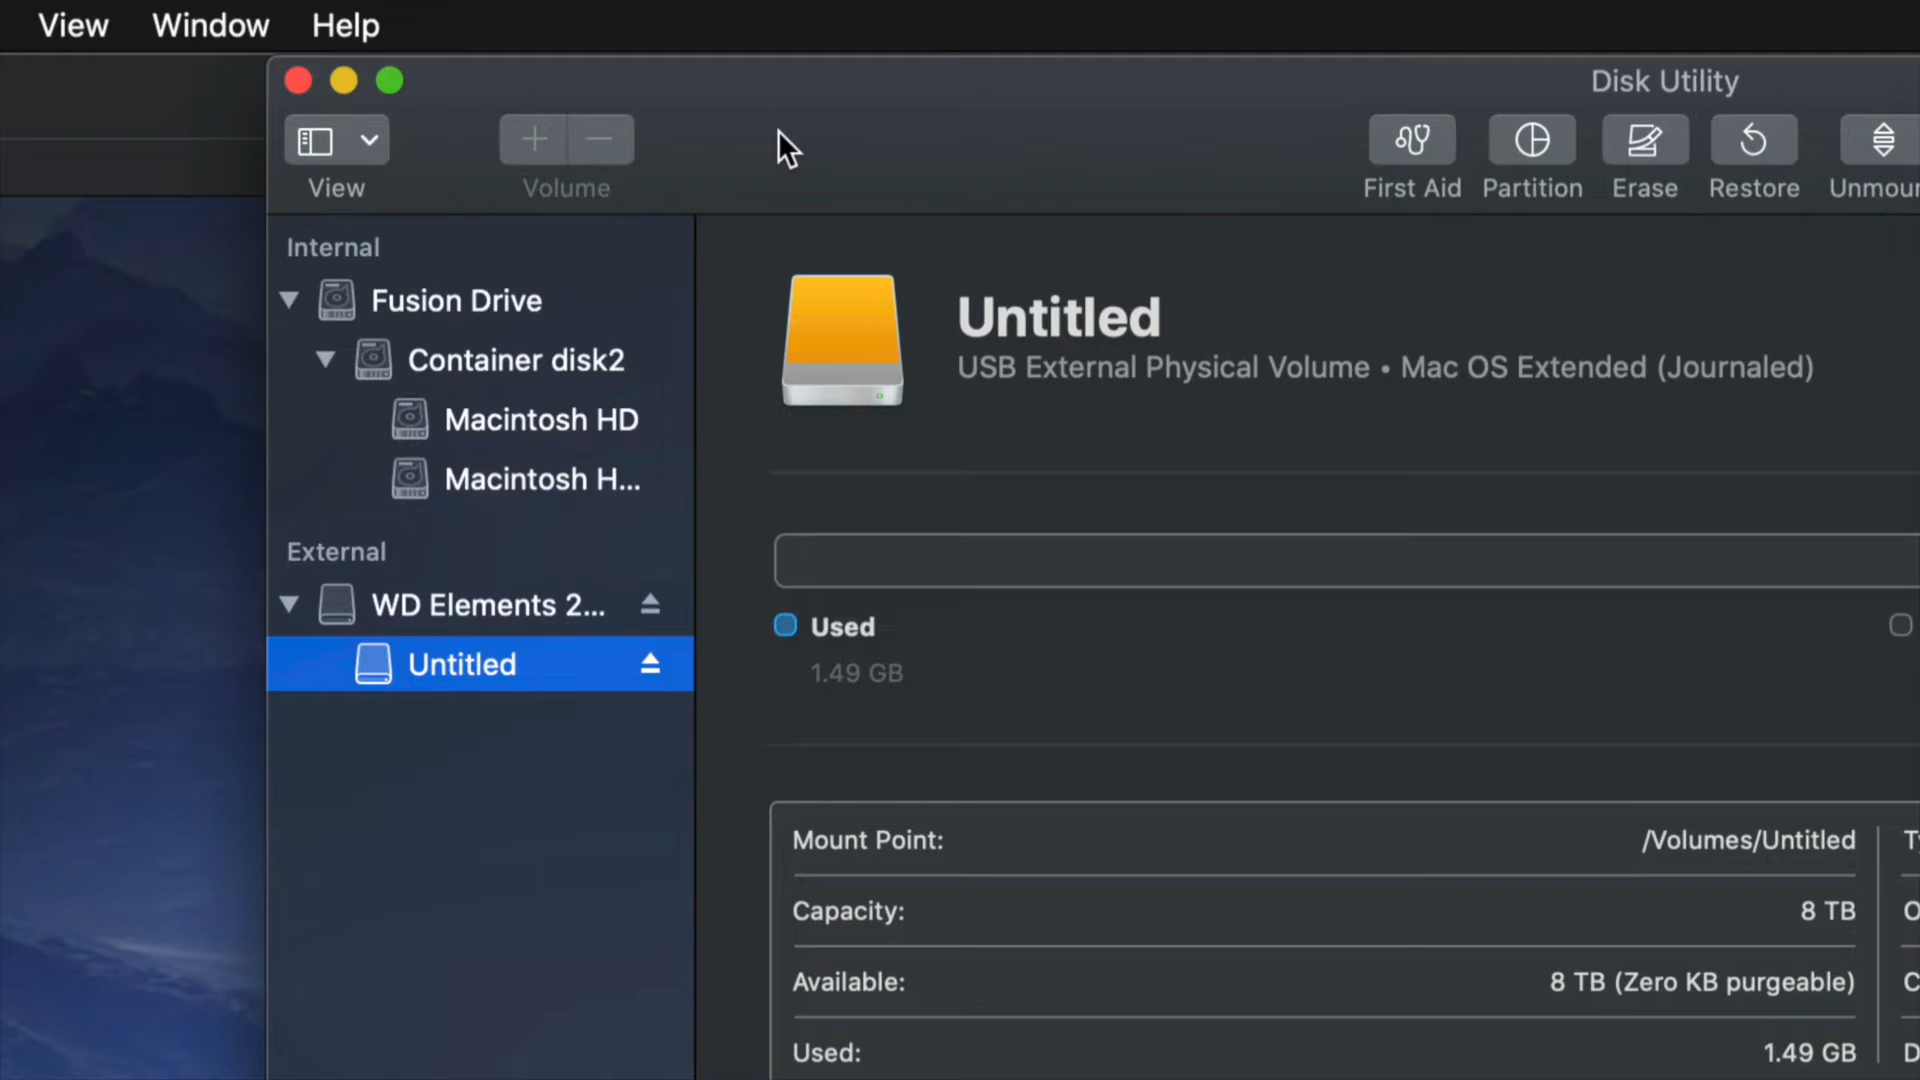 View Window Help
Disk Utility
View
Volume
First Aid
Partition
Erase
Restore
Unmour
Internal
Fusion Drive
Container disk2
Macintosh HD
Macintosh H...
External
WD Elements 2...
Untitled
Untitled
USB External Physical Volume • Mac OS Extended (Journaled)
Used
1.49 GB
Mount Point: /Volumes/Untitled
Capacity: 8 TB
Available: 8 TB (Zero KB purgeable)
Used: 1.49 GB